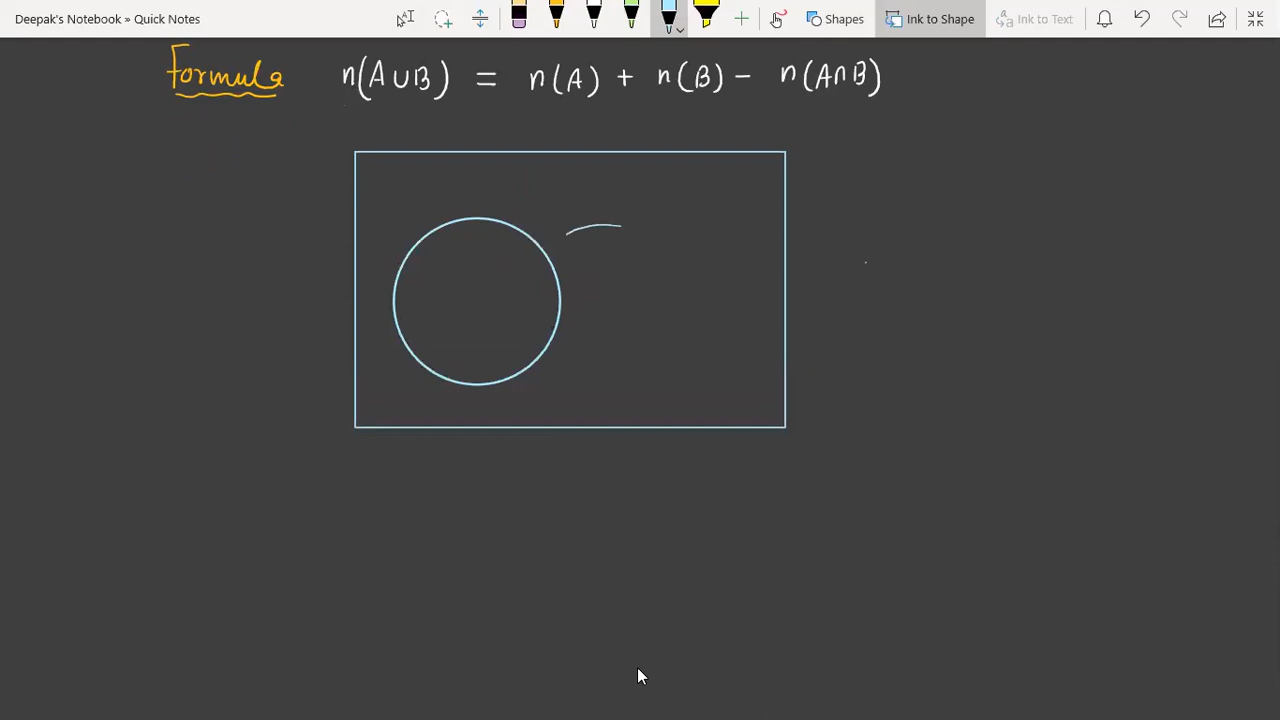 Deepak's Notebook » Quick Notes
Shapes
Ink to Shape
Ink to Text
Formula n(A∪B) = n(A) + n(B) − n(A∩B)